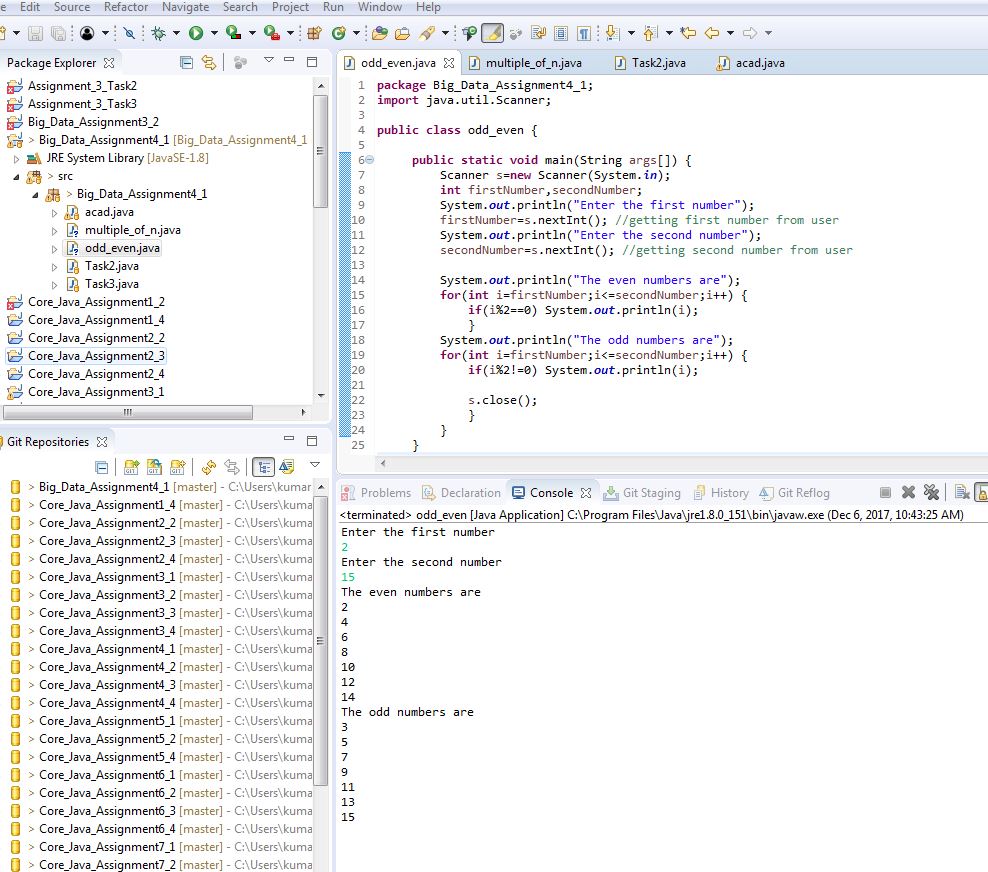 Edit Source Refactor Navigate Search Project Run Window Help
Package Explorer
Assignment_3_Task2
Assignment_3_Task3
Big_Data_Assignment3_2
> Big_Data_Assignment4_1 [Big_Data_Assignment4_1
JRE System Library [JavaSE-1.8]
> src
> Big_Data_Assignment4_1
acad.java
multiple_of_n.java
odd_even.java
Task2.java
Task3.java
Core_Java_Assignment1_2
Core_Java_Assignment1_4
Core_Java_Assignment2_2
Core_Java_Assignment2_3
Core_Java_Assignment2_4
Core_Java_Assignment3_1
Git Repositories
> Big_Data_Assignment4_1 [master] - C:\Users\kumar
> Core_Java_Assignment1_4 [master] - C:\Users\kuma
> Core_Java_Assignment2_2 [master] - C:\Users\kuma
> Core_Java_Assignment2_3 [master] - C:\Users\kuma
> Core_Java_Assignment2_4 [master] - C:\Users\kuma
> Core_Java_Assignment3_1 [master] - C:\Users\kuma
> Core_Java_Assignment3_2 [master] - C:\Users\kuma
> Core_Java_Assignment3_3 [master] - C:\Users\kuma
> Core_Java_Assignment3_4 [master] - C:\Users\kuma
> Core_Java_Assignment4_1 [master] - C:\Users\kuma
> Core_Java_Assignment4_2 [master] - C:\Users\kuma
> Core_Java_Assignment4_3 [master] - C:\Users\kuma
> Core_Java_Assignment4_4 [master] - C:\Users\kuma
> Core_Java_Assignment5_1 [master] - C:\Users\kuma
> Core_Java_Assignment5_2 [master] - C:\Users\kuma
> Core_Java_Assignment5_4 [master] - C:\Users\kuma
> Core_Java_Assignment6_1 [master] - C:\Users\kuma
> Core_Java_Assignment6_2 [master] - C:\Users\kuma
> Core_Java_Assignment6_3 [master] - C:\Users\kuma
> Core_Java_Assignment6_4 [master] - C:\Users\kuma
> Core_Java_Assignment7_1 [master] - C:\Users\kuma
> Core_Java_Assignment7_2 [master] - C:\Users\kuma
odd_even.java multiple_of_n.java Task2.java acad.java
1 package Big_Data_Assignment4_1;
2 import java.util.Scanner;
3
4 public class odd_even {
5
6 public static void main(String args[]) {
7 Scanner s=new Scanner(System.in);
8 int firstNumber,secondNumber;
9 System.out.println("Enter the first number");
10 firstNumber=s.nextInt(); //getting first number from user
11 System.out.println("Enter the second number");
12 secondNumber=s.nextInt(); //getting second number from user
13
14 System.out.println("The even numbers are");
15 for(int i=firstNumber;i<=secondNumber;i++) {
16 if(i%2==0) System.out.println(i);
17 }
18 System.out.println("The odd numbers are");
19 for(int i=firstNumber;i<=secondNumber;i++) {
20 if(i%2!=0) System.out.println(i);
21
22 s.close();
23 }
24 }
25 }
Problems Declaration Console Git Staging History Git Reflog
<terminated> odd_even [Java Application] C:\Program Files\Java\jre1.8.0_151\bin\javaw.exe (Dec 6, 2017, 10:43:25 AM)
Enter the first number
2
Enter the second number
15
The even numbers are
2
4
6
8
10
12
14
The odd numbers are
3
5
7
9
11
13
15